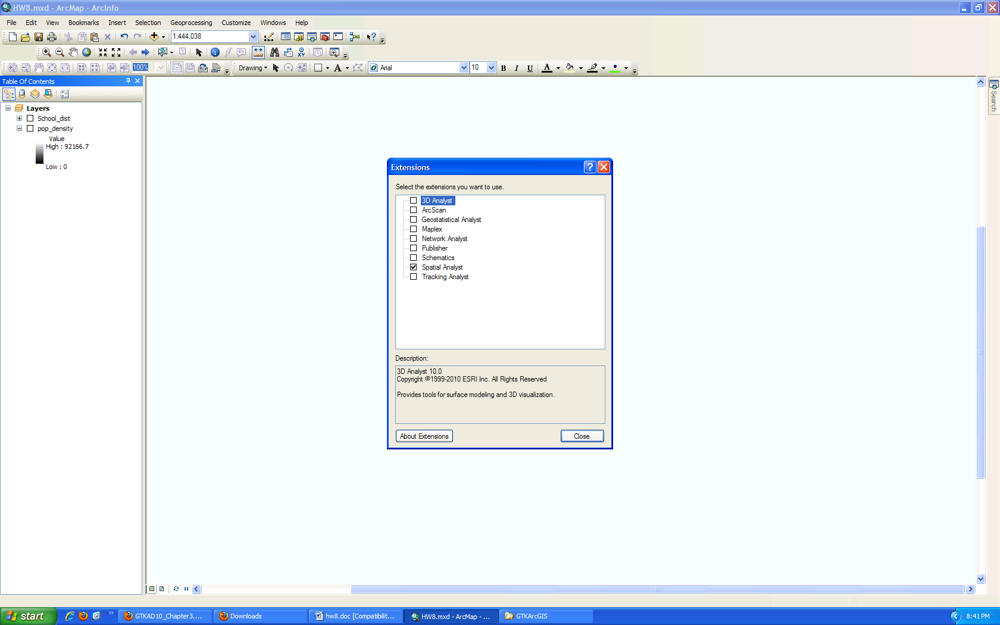 HW8.mxd - ArcMap - ArcInfo
File Edit View Bookmarks Insert Selection Geoprocessing Customize Windows Help
1:444,038
100% Drawing Arial 10 B I U A
Table Of Contents
Layers
School_dist
pop_density
Value
High : 92166.7
Low : 0
Search
Extensions
Select the extensions you want to use.
3D Analyst
ArcScan
Geostatistical Analyst
Maplex
Network Analyst
Publisher
Schematics
Spatial Analyst
Tracking Analyst
Description:
3D Analyst 10.0
Copyright ©1999-2010 ESRI Inc. All Rights Reserved
Provides tools for surface modeling and 3D visualization.
About Extensions Close
start GTKAD10_Chapter3.... Downloads hw8.doc [Compatibilit... HW8.mxd - ArcMap - ... GTKArcGIS 8:41 PM